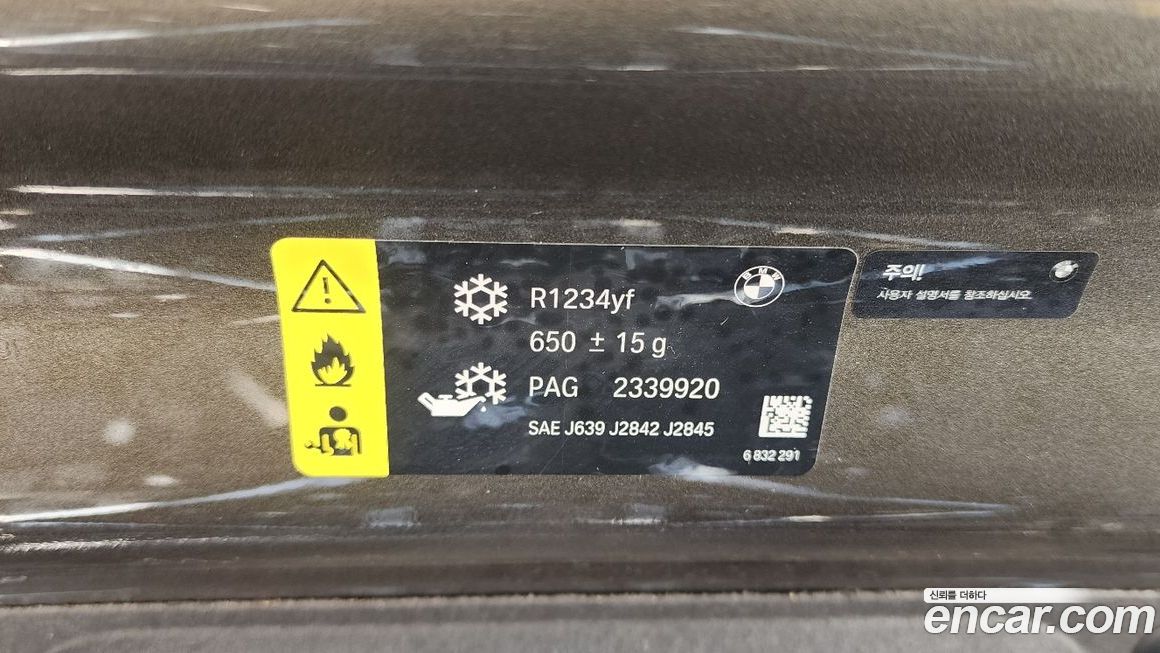 R1234yf
BMW
650 ± 15 g
PAG 2339920
SAE J639 J2842 J2845
6 832 291
주의!
사용자 설명서를 참조하십시오
신뢰를 더하다
encar.com